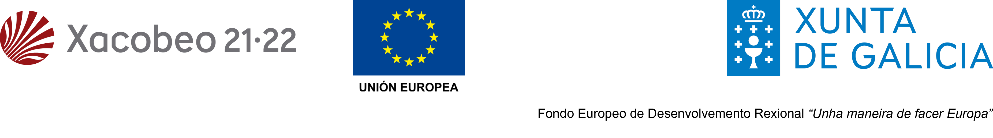 Xacobeo 21·22
UNIÓN EUROPEA
XUNTA
DE GALICIA
Fondo Europeo de Desenvolvemento Rexional “Unha maneira de facer Europa”